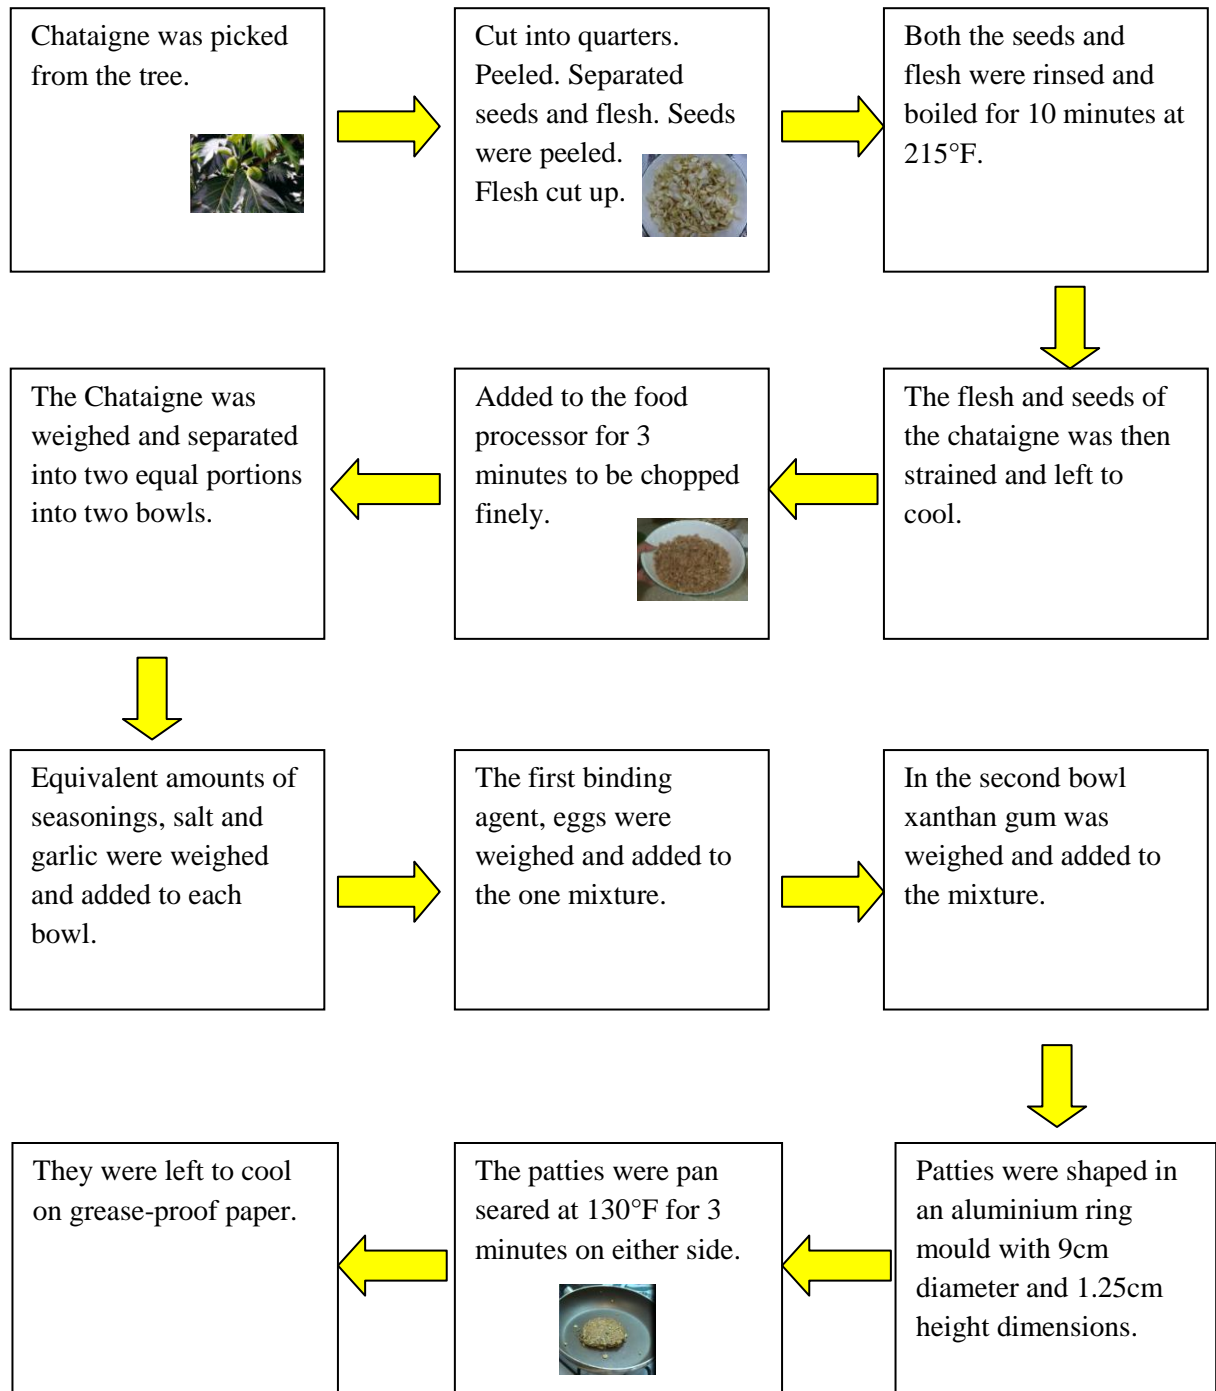 Chataigne was picked
from the tree.
Cut into quarters.
Peeled. Separated
seeds and flesh. Seeds
were peeled.
Flesh cut up.
Both the seeds and
flesh were rinsed and
boiled for 10 minutes at
215°F.
The flesh and seeds of
the chataigne was then
strained and left to
cool.
Added to the food
processor for 3
minutes to be chopped
finely.
The Chataigne was
weighed and separated
into two equal portions
into two bowls.
Equivalent amounts of
seasonings, salt and
garlic were weighed
and added to each
bowl.
The first binding
agent, eggs were
weighed and added to
the one mixture.
In the second bowl
xanthan gum was
weighed and added to
the mixture.
Patties were shaped in
an aluminium ring
mould with 9cm
diameter and 1.25cm
height dimensions.
The patties were pan
seared at 130°F for 3
minutes on either side.
They were left to cool
on grease-proof paper.